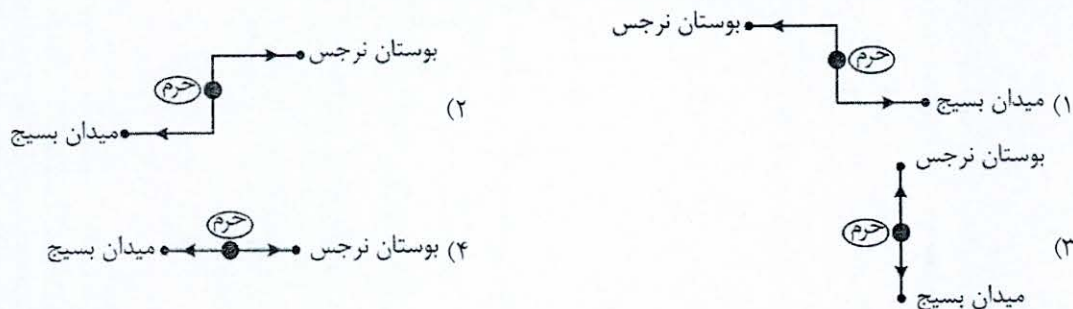 بوستان نرجس
حرم
۱) میدان بسیج
بوستان نرجس
حرم
۲)
میدان بسیج
بوستان نرجس
حرم
۳)
میدان بسیج
۴) بوستان نرجس
حرم
میدان بسیج